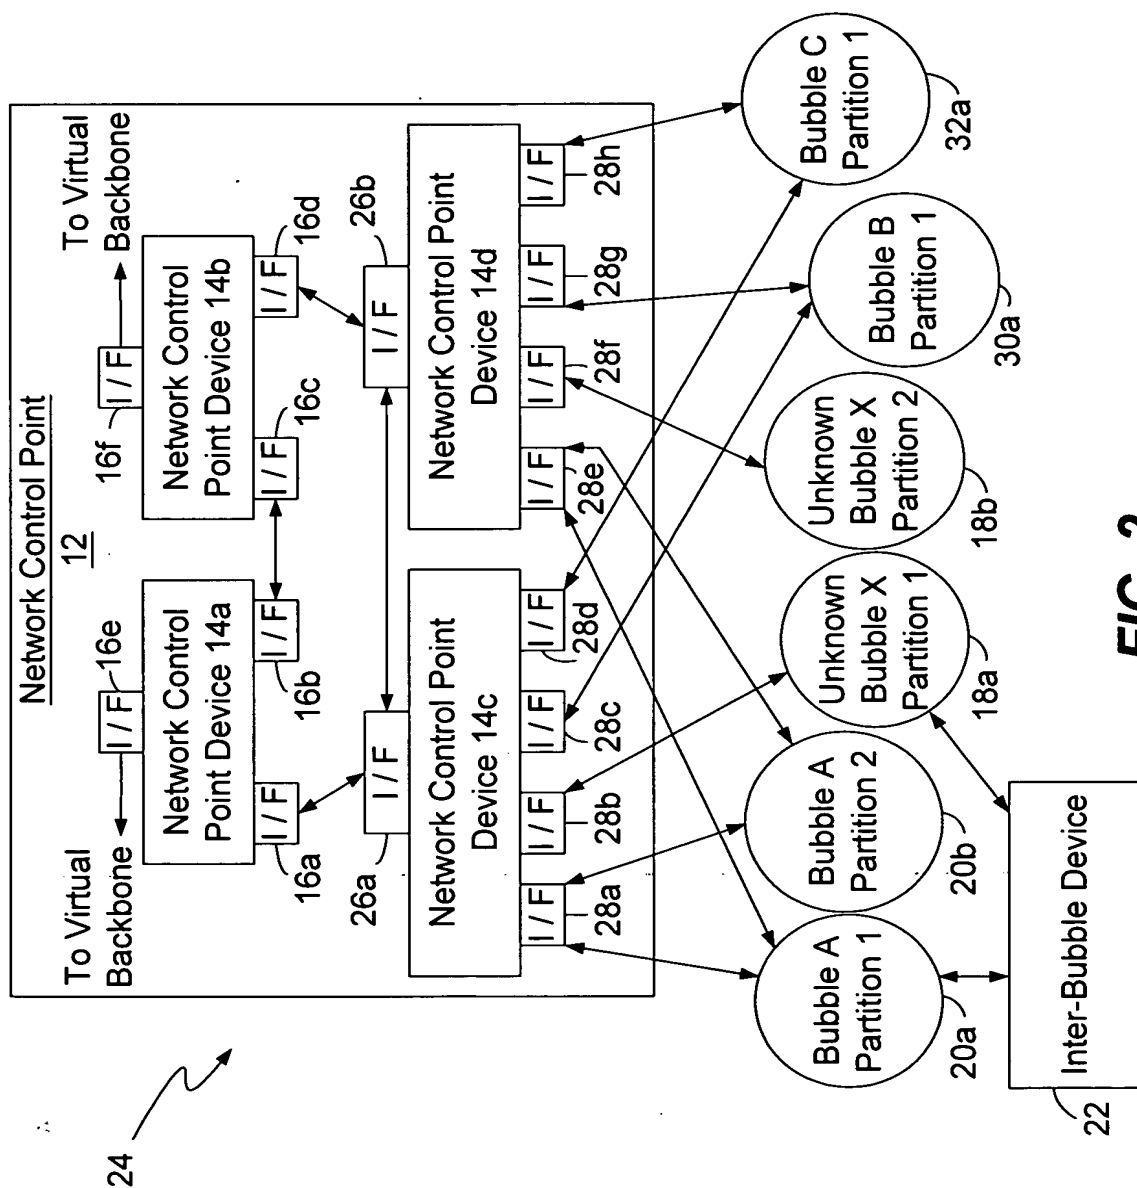 Network Control Point
12
To Virtual
Backbone
16e
I / F
16f
I / F
To Virtual
Backbone
Network Control
Point Device 14a
Network Control
Point Device 14b
I / F
16a
I / F
16b
I / F
16c
I / F
16d
26a
I / F
I / F
26b
Network Control Point
Device 14c
Network Control Point
Device 14d
I / F
I / F
I / F
I / F
I / F
I / F
I / F
I / F
28a
28b
28c
28d
28e
28f
28g
28h
24
Bubble A
Partition 1
20a
Bubble A
Partition 2
20b
Unknown
Bubble X
Partition 1
18a
Unknown
Bubble X
Partition 2
18b
Bubble B
Partition 1
30a
Bubble C
Partition 1
32a
Inter-Bubble Device
22
FIG